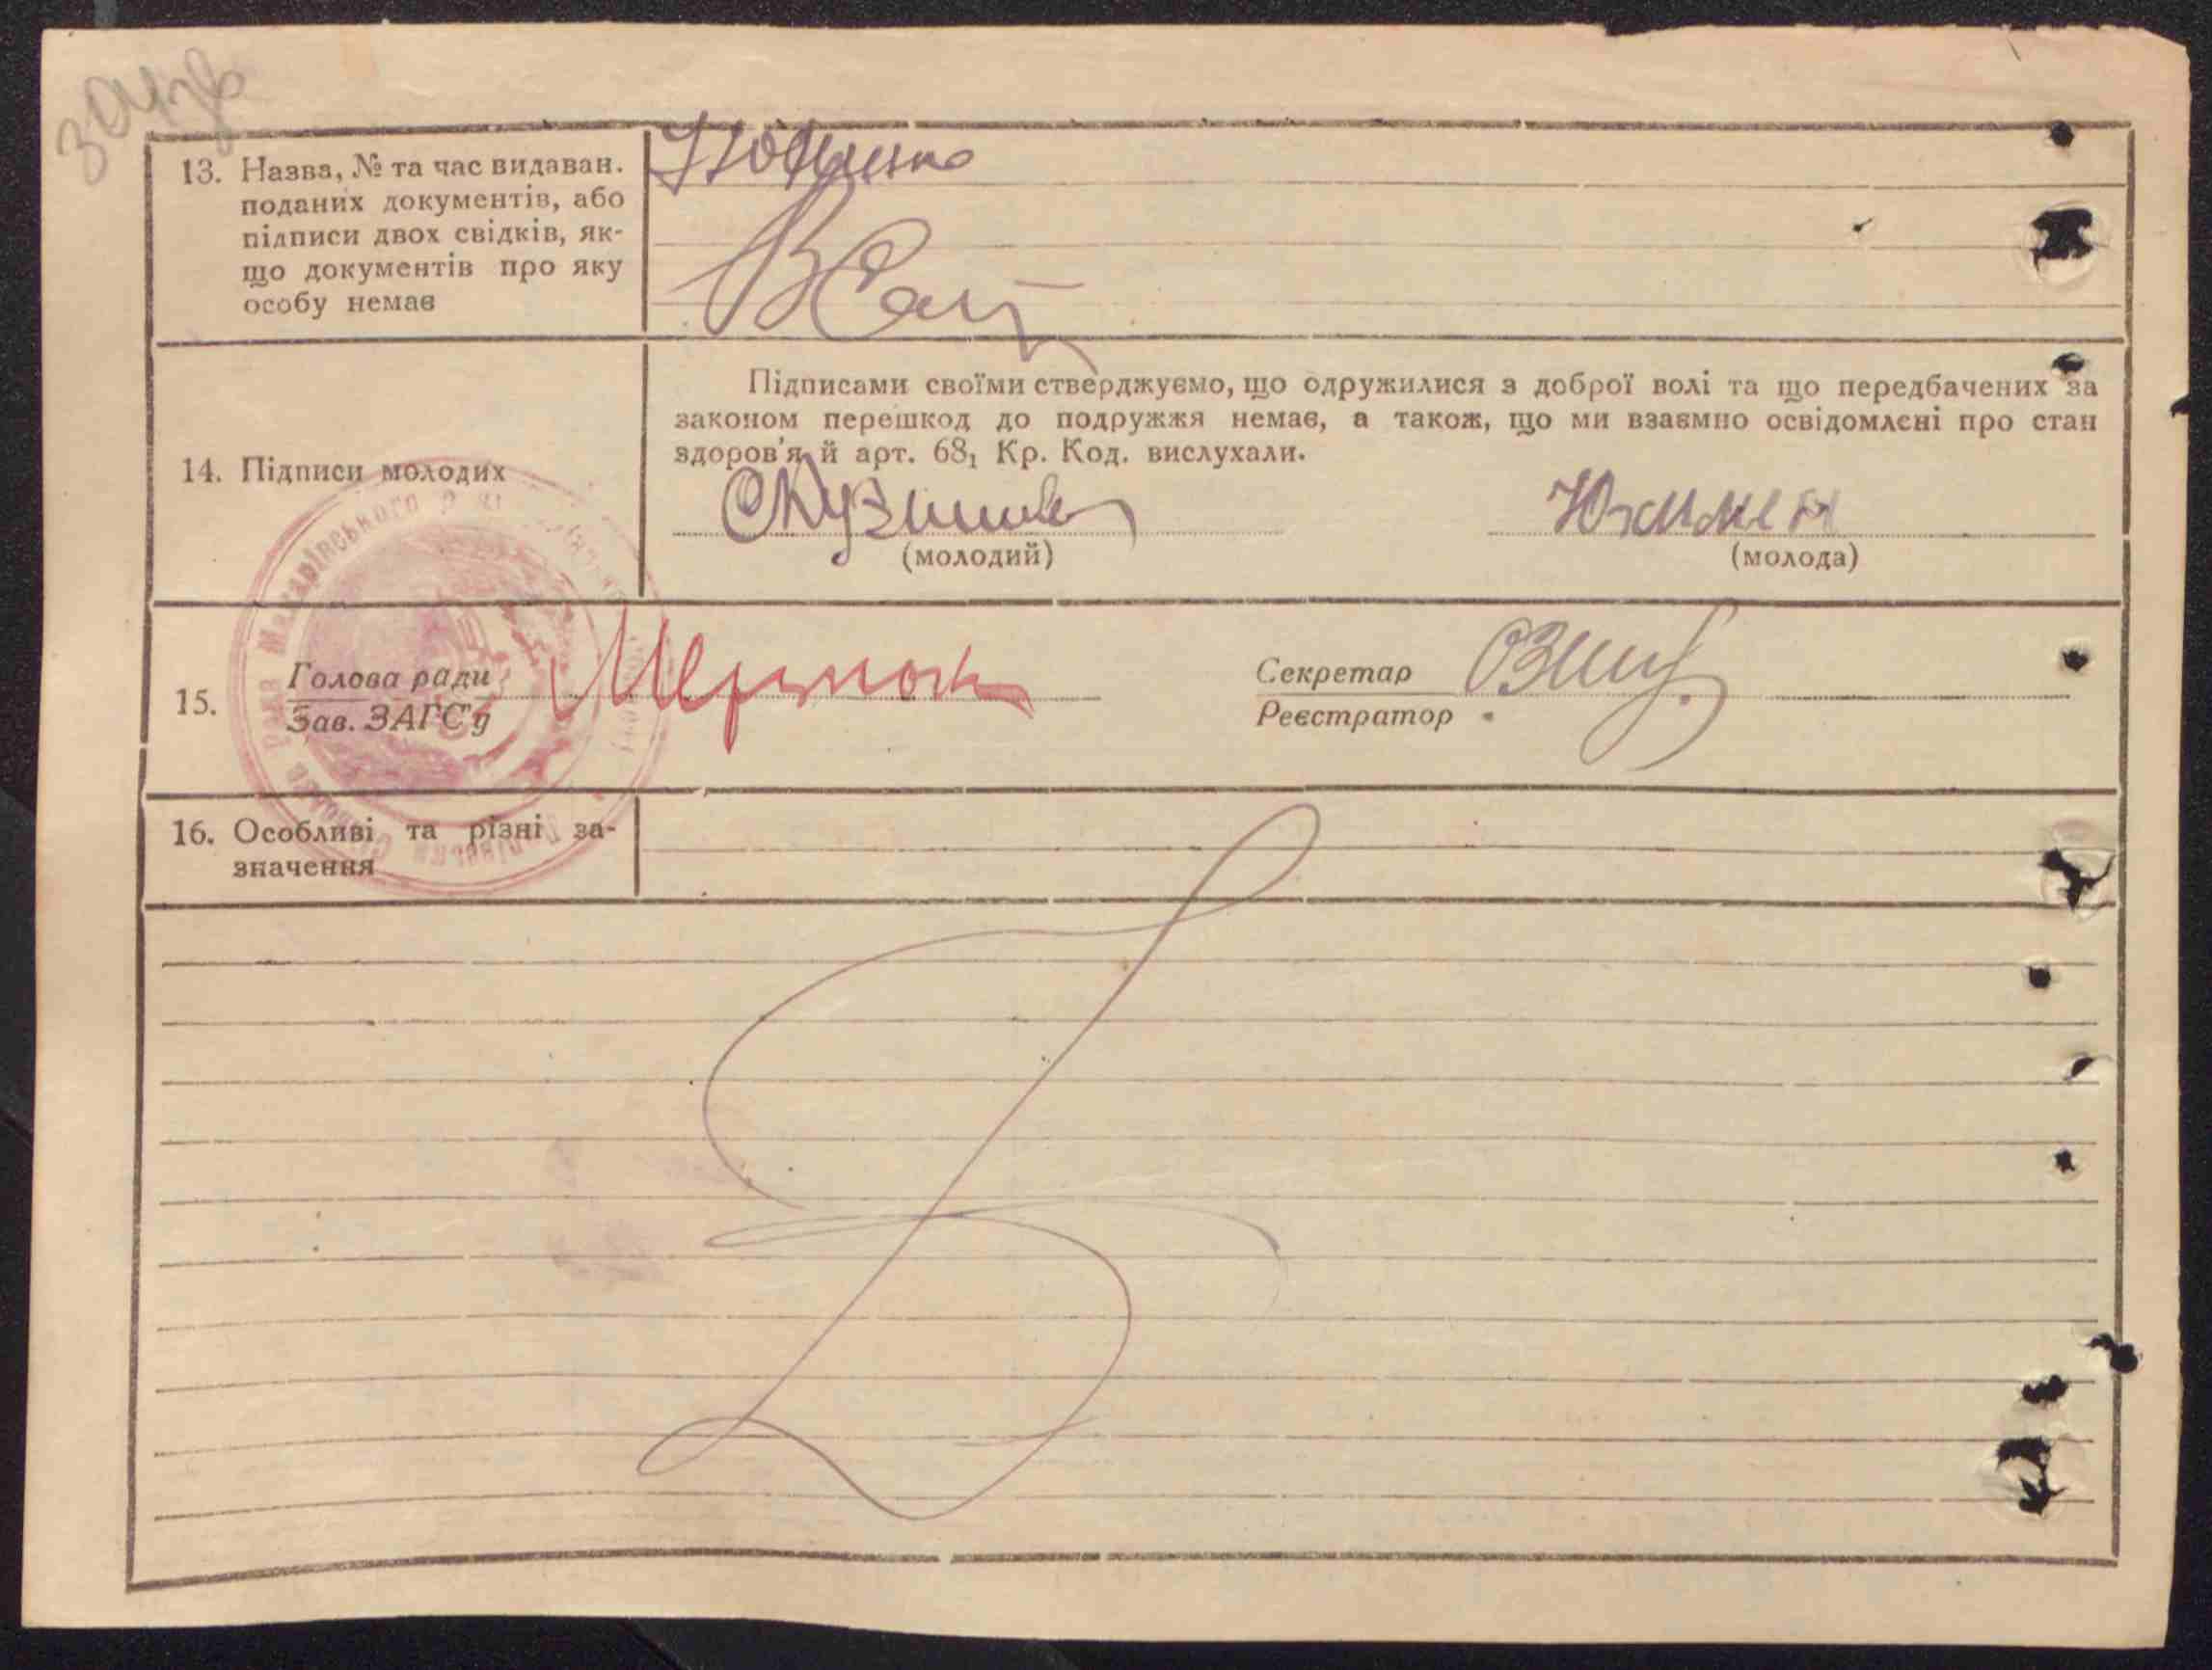 13. Назва, № та час видаван.
поданих документів, або
підписи двох свідків, як-
що документів про яку
особу немає
14. Підписи молодих
Підписами своїми стверджуємо, що одружилися з доброї волі та що передбачених за
законом перешкод до подружжя немає, а також, що ми взаємно освідомлені про стан
здоров'я й арт. 68₁ Кр. Код. вислухали.
(молодий)
(молода)
15.
Голова ради
Зав. ЗАГС'у
Секретар
Реєстратор
Макарівського
рада
16. Особливі та різні за-
значення